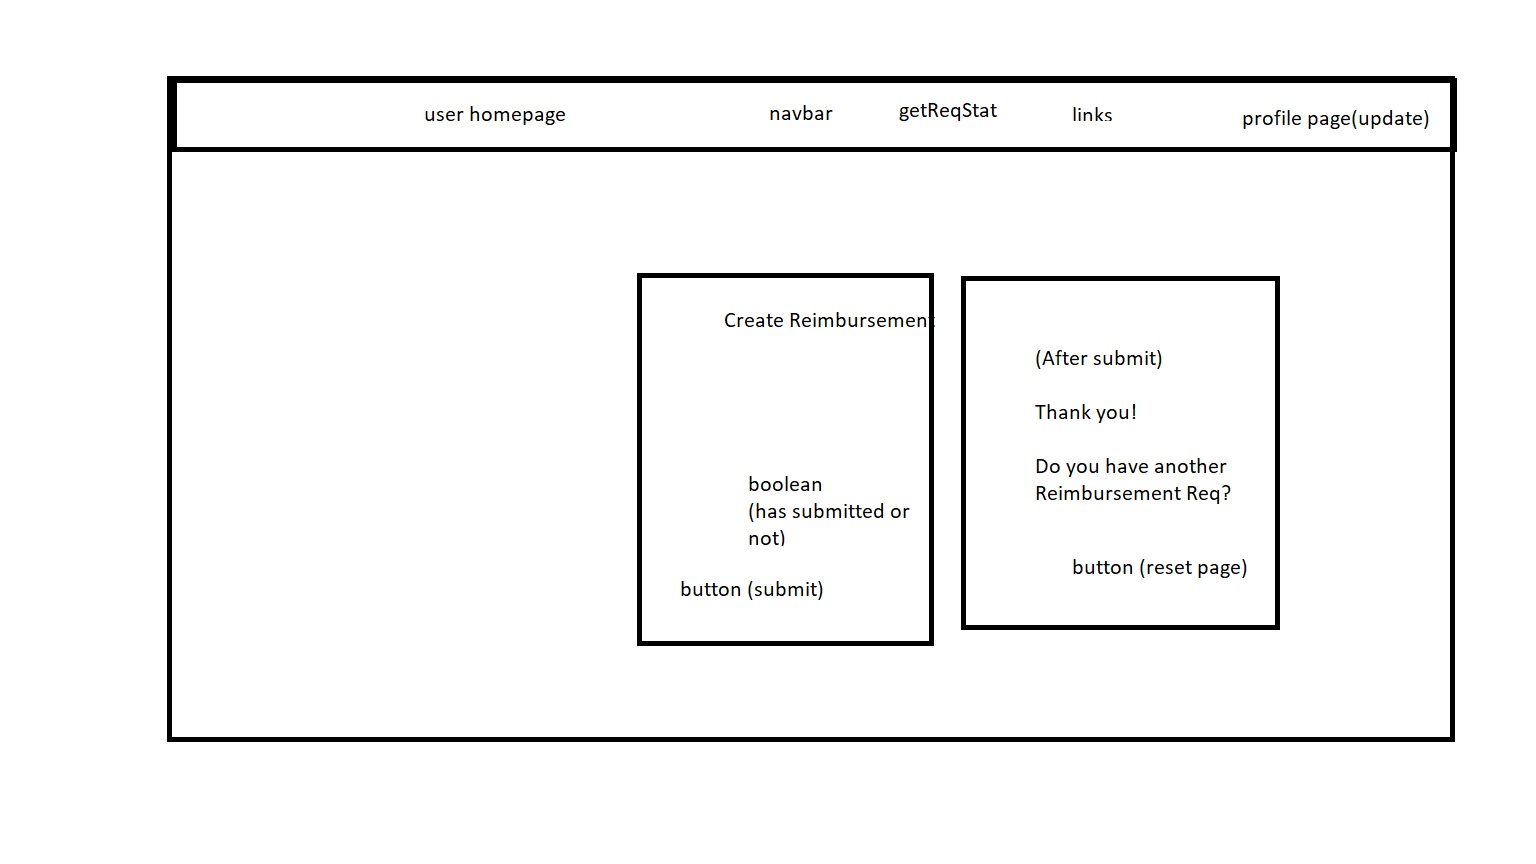 user homepage
navbar
getReqStat
links
profile page(update)
Create Reimbursement
boolean
(has submitted or
not)
button (submit)
(After submit)
Thank you!
Do you have another
Reimbursement Req?
button (reset page)